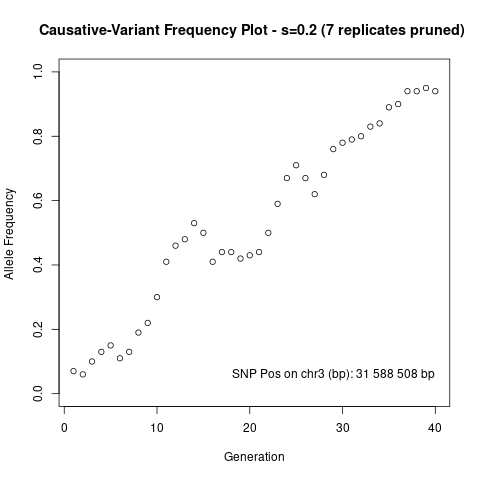 Causative-Variant Frequency Plot - s=0.2 (7 replicates pruned)
Allele Frequency
1.0
0.8
0.6
0.4
0.2
0.0
SNP Pos on chr3 (bp): 31 588 508 bp
0 10 20 30 40
Generation